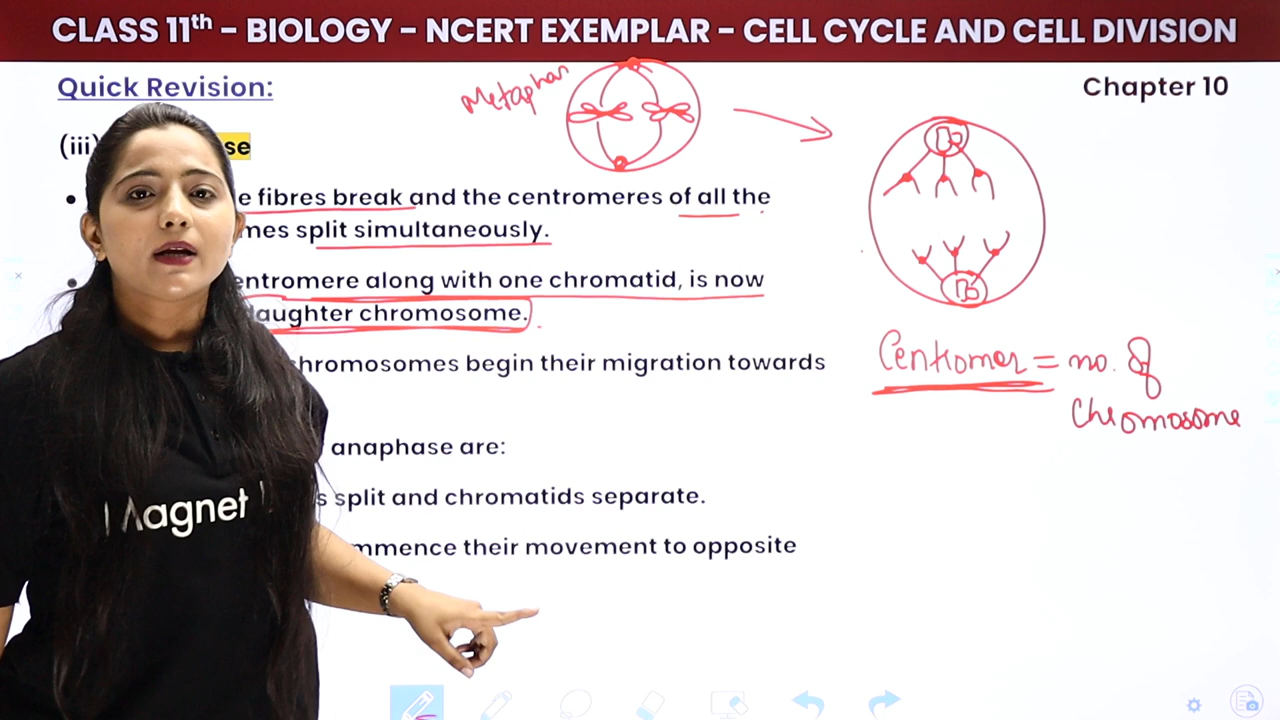 CLASS 11th – BIOLOGY – NCERT EXEMPLAR – CELL CYCLE AND CELL DIVISION
Quick Revision:
Chapter 10
Metaphas
(iii) se
• e fibres break and the centromeres of all the
mes split simultaneously.
• entromere along with one chromatid, is now
daughter chromosome.
hromosomes begin their migration towards
anaphase are:
s split and chromatids separate.
mmence their movement to opposite
Centromer = no. of
Chromosome
Magnet